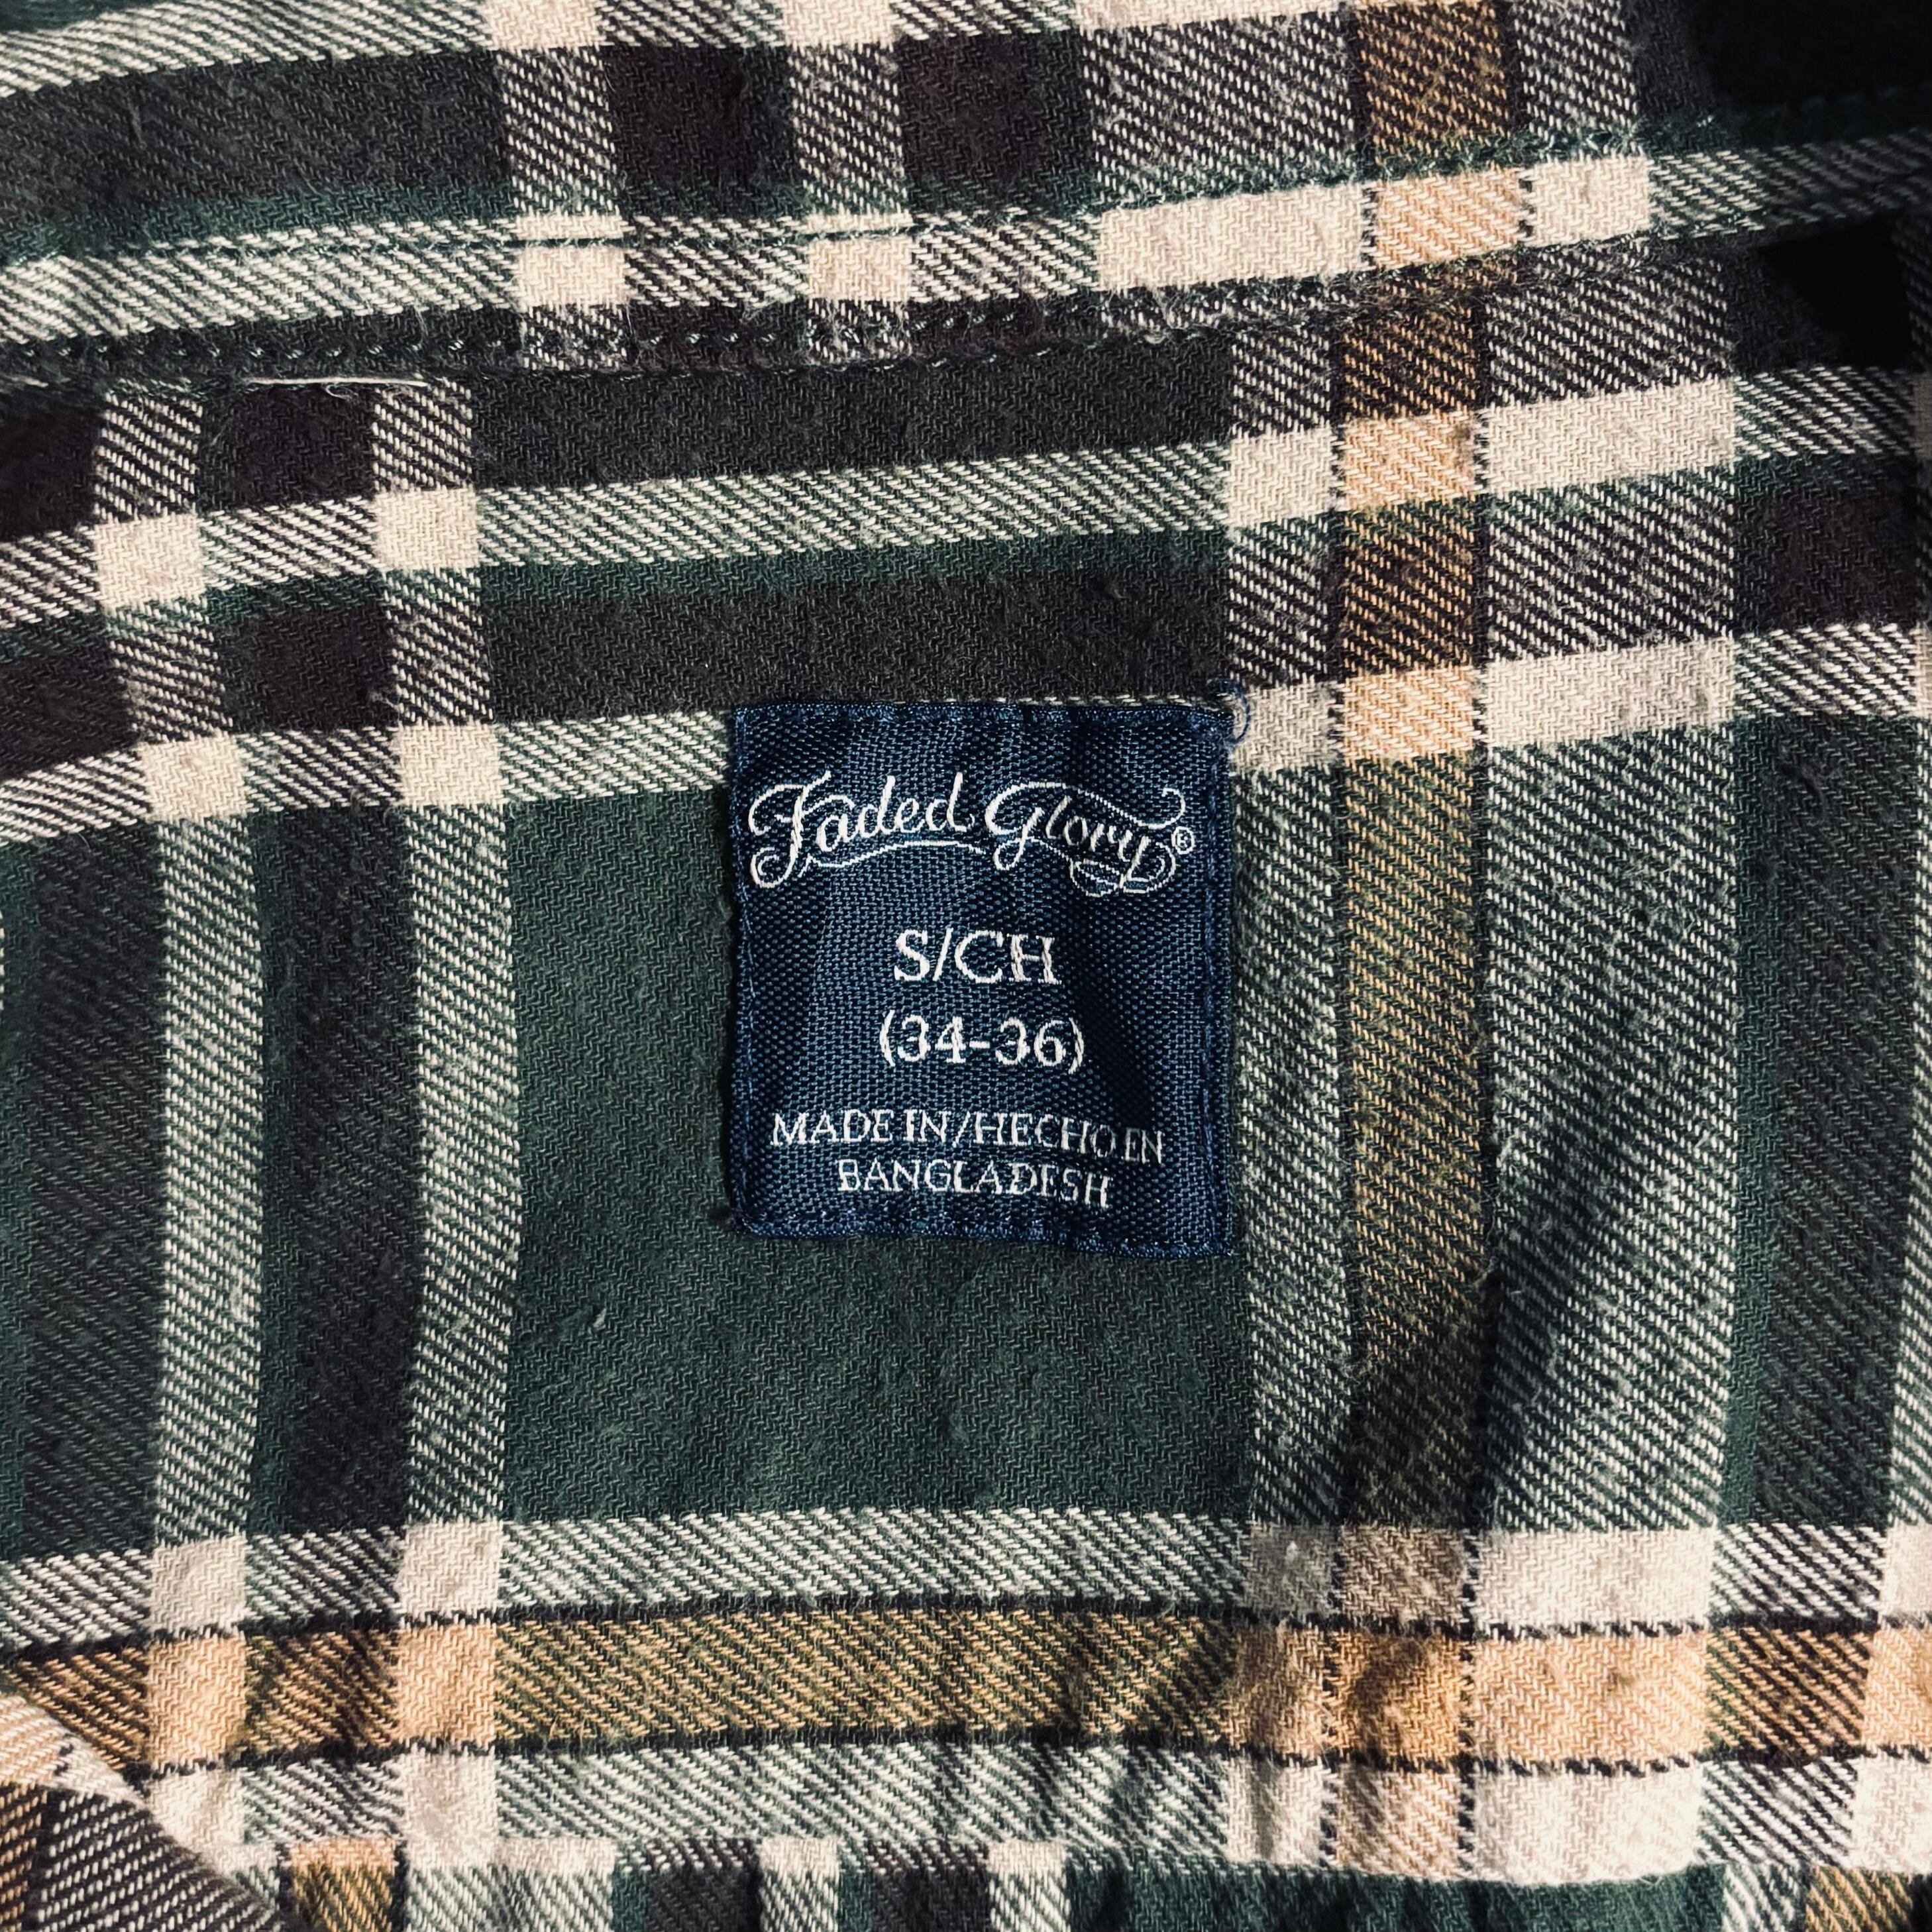 Faded Glory®
S/CH
(34-36)
MADE IN/HECHO EN
BANGLADESH